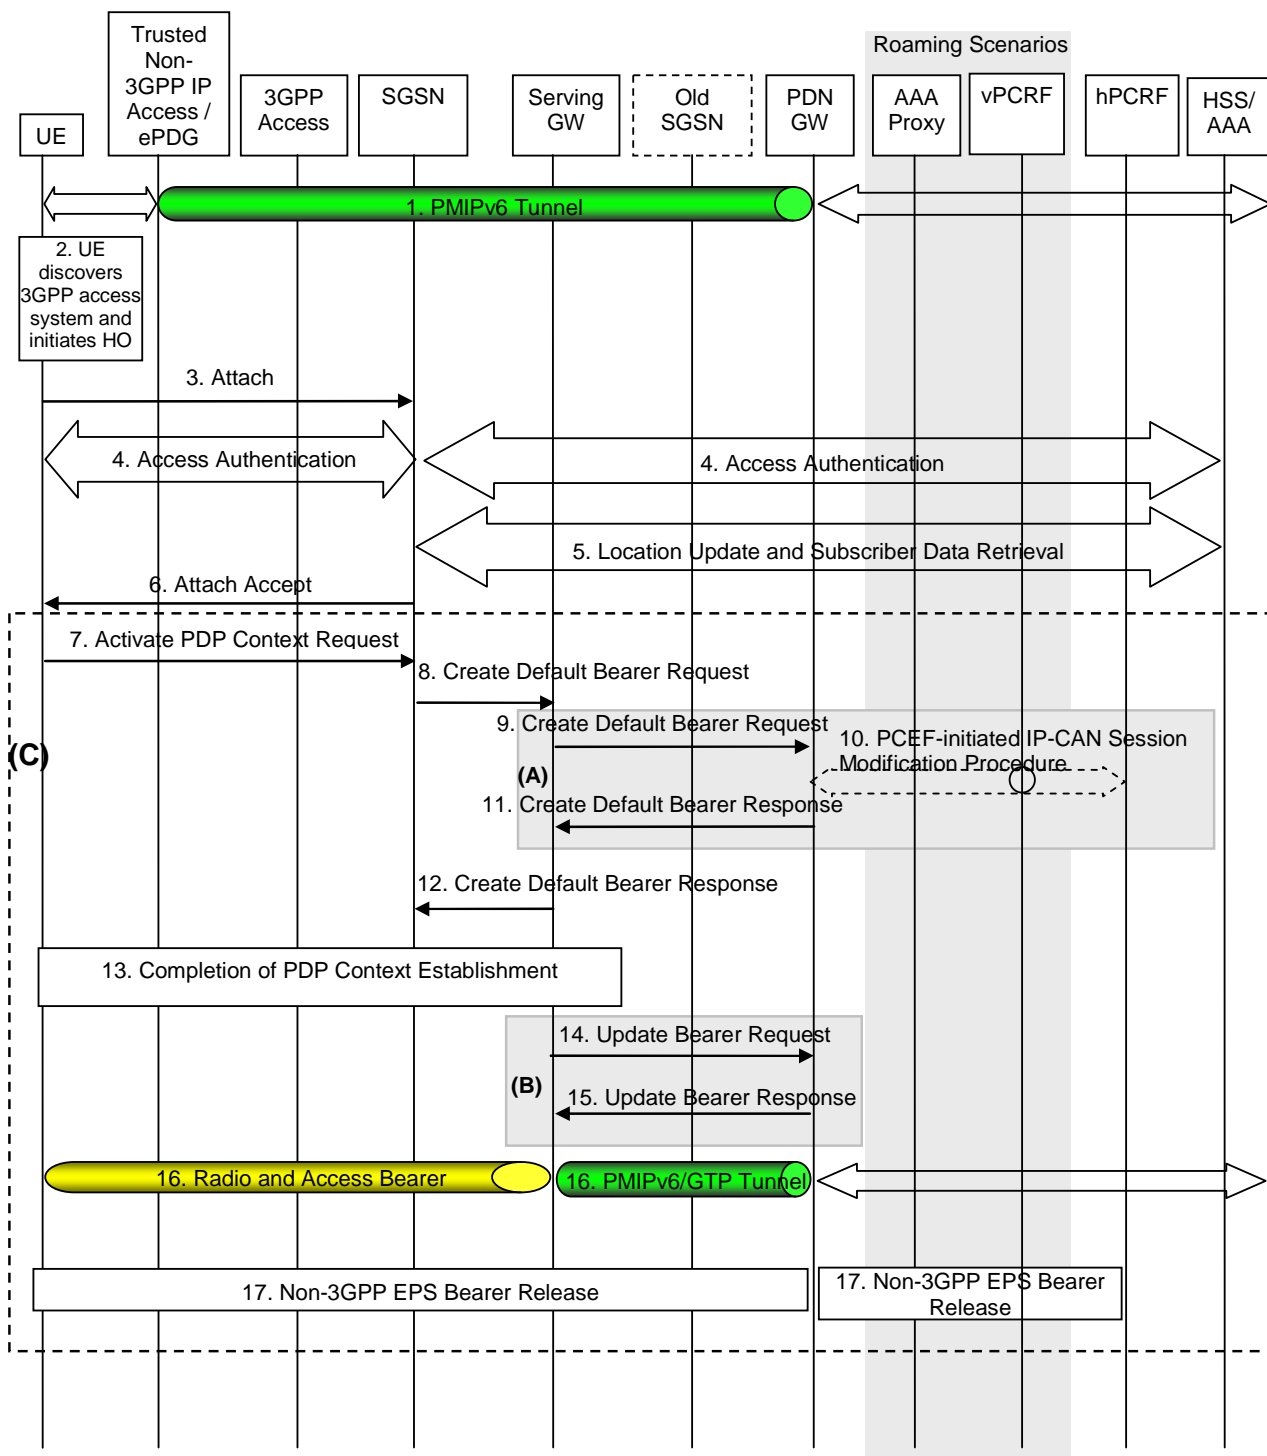 Roaming Scenarios
UE
Trusted
Non-
3GPP IP
Access /
ePDG
3GPP
Access
SGSN
Serving
GW
Old
SGSN
PDN
GW
AAA
Proxy
vPCRF
hPCRF
HSS/
AAA
1. PMIPv6 Tunnel
2. UE
discovers
3GPP access
system and
initiates HO
3. Attach
4. Access Authentication
4. Access Authentication
5. Location Update and Subscriber Data Retrieval
6. Attach Accept
7. Activate PDP Context Request
8. Create Default Bearer Request
9. Create Default Bearer Request
10. PCEF-initiated IP-CAN Session
Modification Procedure
(C)
(A)
11. Create Default Bearer Response
12. Create Default Bearer Response
13. Completion of PDP Context Establishment
14. Update Bearer Request
(B)
15. Update Bearer Response
16. Radio and Access Bearer
16. PMIPv6/GTP Tunnel
17. Non-3GPP EPS Bearer Release
17. Non-3GPP EPS Bearer
Release